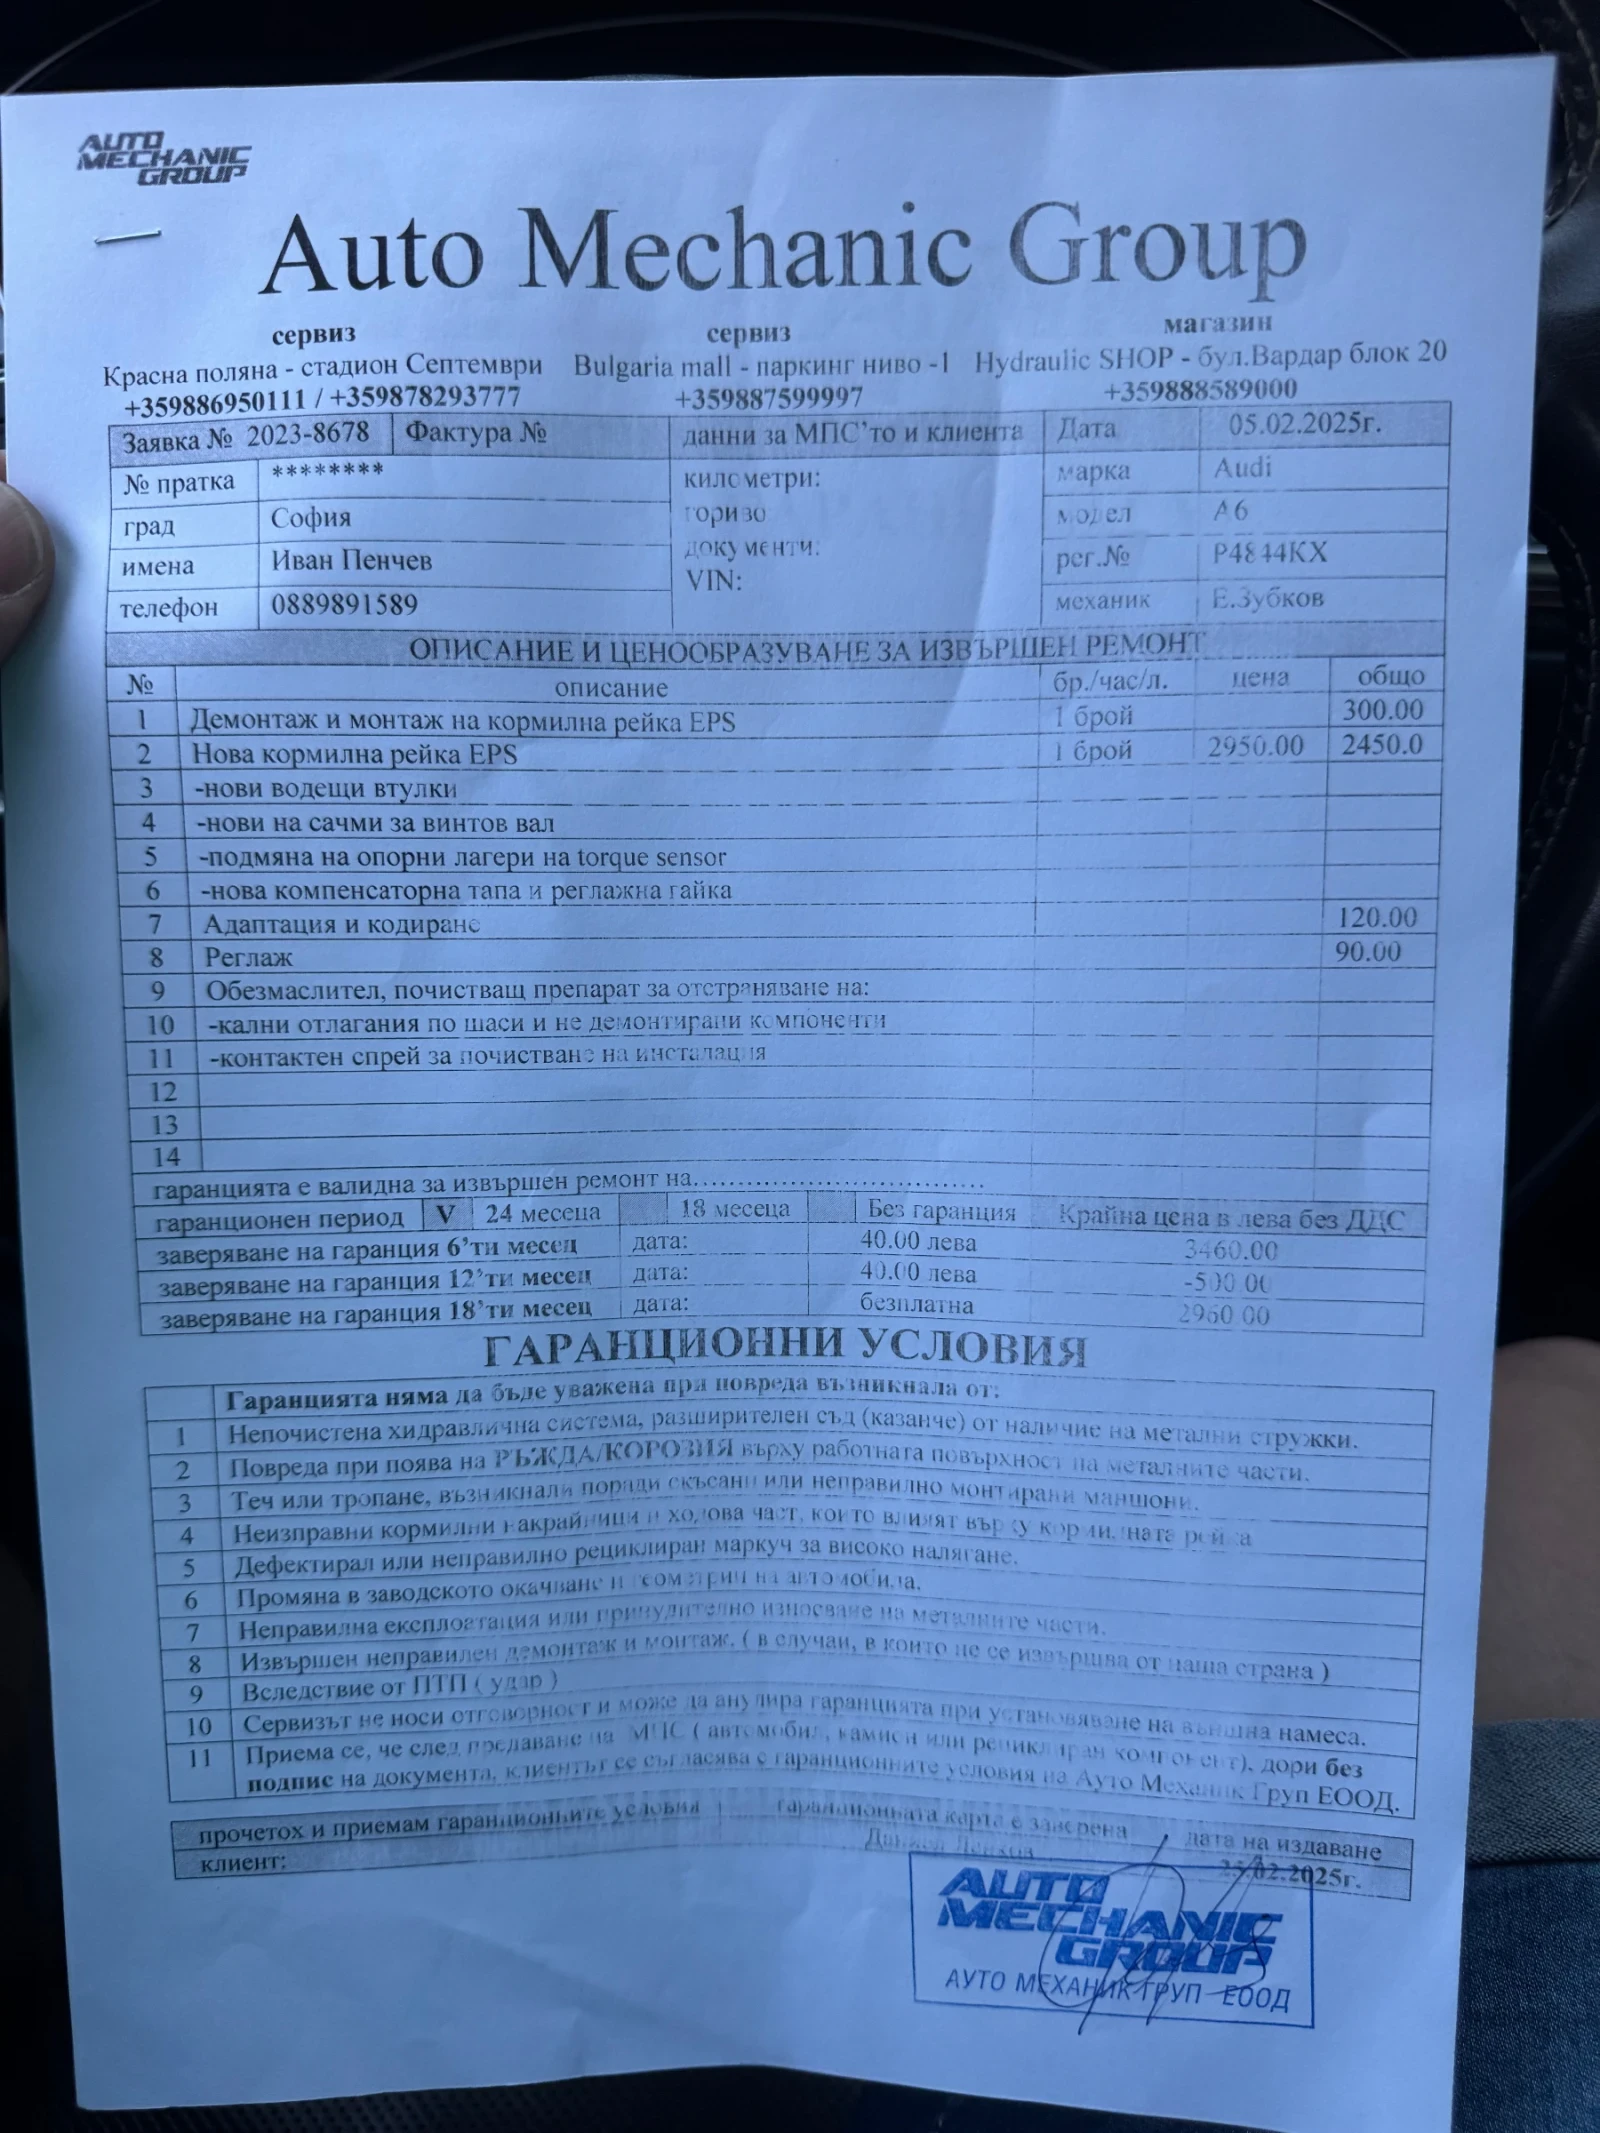 AUTO
MECHANIC
GROUP
Auto Mechanic Group
сервиз сервиз магазин
Красна поляна - стадион Септември Bulgaria mall - паркинг ниво -1 Hydraulic SHOP - бул.Вардар блок 20
+359886950111 / +359878293777 +359887599997 +359888589000
Заявка № 2023-8678 Фактура № данни за МПС'то и клиента Дата 05.02.2025г.
№ пратка ******** километри: марка Audi
град София гориво модел А6
имена Иван Пенчев документи: рег.№ Р4844КХ
телефон 0889891589 VIN: механик Е.Зубков
ОПИСАНИЕ И ЦЕНООБРАЗУВАНЕ ЗА ИЗВЪРШЕН РЕМОНТ
№ описание бр./час/л. цена общо
1 Демонтаж и монтаж на кормилна рейка EPS 1 брой 300.00
2 Нова кормилна рейка EPS 1 брой 2950.00 2450.0
3 -нови водещи втулки
4 -нови на сачми за винтов вал
5 -подмяна на опорни лагери на torque sensor
6 -нова компенсаторна тапа и реглажна гайка
7 Адаптация и кодиране 120.00
8 Реглаж 90.00
9 Обезмаслител, почистващ препарат за отстраняване на:
10 -кални отлагания по шаси и не демонтирани компоненти
11 -контактен спрей за почистване на инсталация
12
13
14
гаранцията е валидна за извършен ремонт на.................................
гаранционен период V 24 месеца 18 месеца Без гаранция Крайна цена в лева без ДДС
заверяване на гаранция 6'ти месец дата: 40.00 лева 3460.00
заверяване на гаранция 12'ти месец дата: 40.00 лева -500.00
заверяване на гаранция 18'ти месец дата: безплатна 2960 00
ГАРАНЦИОННИ УСЛОВИЯ
Гаранцията няма да бъде уважена при повреда възникнала от:
1 Непочистена хидравлична система, разширителен съд (казанче) от наличие на метални стружки.
2 Повреда при поява на РЪЖДА/КОРОЗИЯ върху работната повърхност на металните части.
3 Теч или тропане, възникнали поради скъсани или неправилно монтирани маншони.
4 Неизправни кормилни накрайници и ходова част, които влияят върху кормилната рейка
5 Дефектирал или неправилно рециклиран маркуч за високо налягане.
6 Промяна в заводското окачване и геометрия на автомобила.
7 Неправилна експлоатация или принудително износване на металните части.
8 Извършен неправилен демонтаж и монтаж. ( в случаи, в които не се извършва от наша страна )
9 Вследствие от ПТП ( удар )
10 Сервизът не носи отговорност и може да анулира гаранцията при установяване на външна намеса.
11 Приема се, че след предаване на МПС ( автомобил, камион или рециклиран компонент), дори без
подпис на документа, клиентът се съгласява с гаранционните условия на Ауто Механик Груп ЕООД.
прочетох и приемам гаранционните условия гаранционната карта е заверена дата на издаване
клиент: 25.02.2025г.
AUTO
MECHANIC
GROUP
АУТО МЕХАНИК ГРУП ЕООД